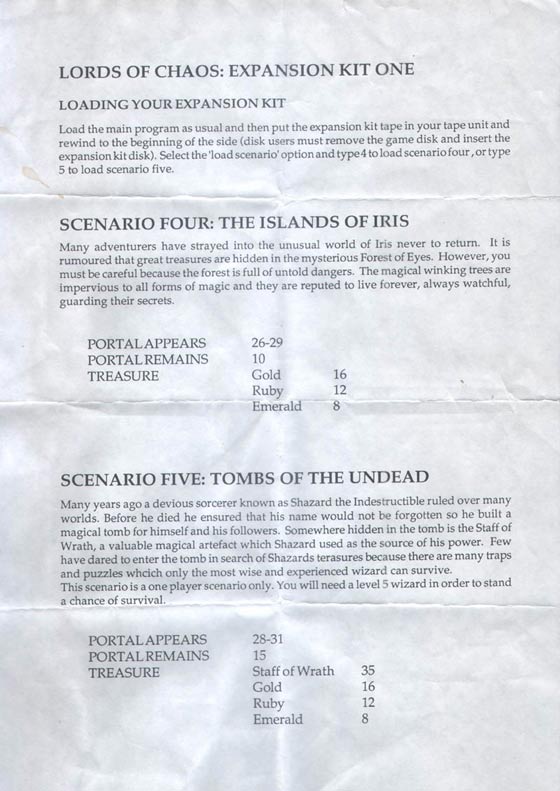 LORDS OF CHAOS: EXPANSION KIT ONE
LOADING YOUR EXPANSION KIT
Load the main program as usual and then put the expansion kit tape in your tape unit and
rewind to the beginning of the side (disk users must remove the game disk and insert the
expansion kit disk). Select the 'load scenario' option and type 4 to load scenario four, or type
5 to load scenario five.
SCENARIO FOUR: THE ISLANDS OF IRIS
Many adventurers have strayed into the unusual world of Iris never to return. It is
rumoured that great treasures are hidden in the mysterious Forest of Eyes. However, you
must be careful because the forest is full of untold dangers. The magical winking trees are
impervious to all forms of magic and they are reputed to live forever, always watchful,
guarding their secrets.
PORTAL APPEARS 26-29
PORTAL REMAINS 10
TREASURE Gold 16
Ruby 12
Emerald 8
SCENARIO FIVE: TOMBS OF THE UNDEAD
Many years ago a devious sorcerer known as Shazard the Indestructible ruled over many
worlds. Before he died he ensured that his name would not be forgotten so he built a
magical tomb for himself and his followers. Somewhere hidden in the tomb is the Staff of
Wrath, a valuable magical artefact which Shazard used as the source of his power. Few
have dared to enter the tomb in search of Shazards terasures because there are many traps
and puzzles whcich only the most wise and experienced wizard can survive.
This scenario is a one player scenario only. You will need a level 5 wizard in order to stand
a chance of survival.
PORTAL APPEARS 28-31
PORTAL REMAINS 15
TREASURE Staff of Wrath 35
Gold 16
Ruby 12
Emerald 8